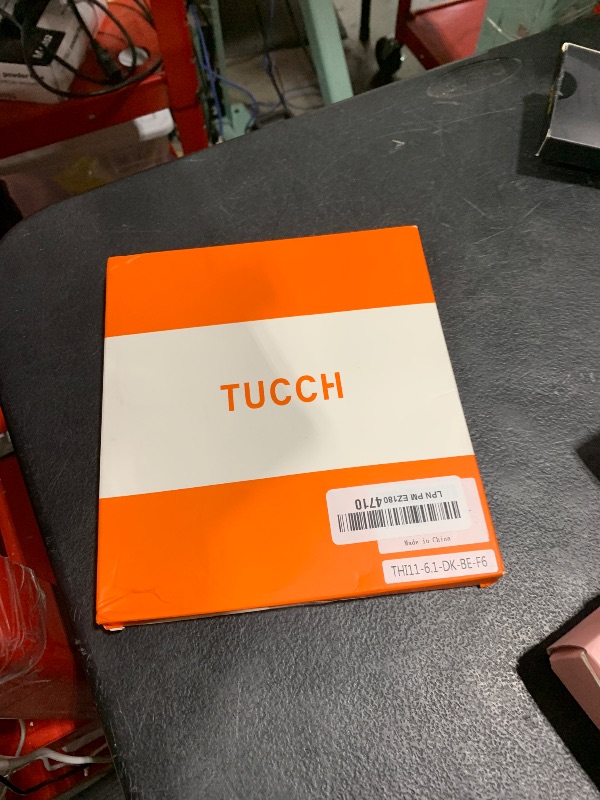 TUCCH
LPN PM EZ180 4710
Made in China
THI11-6.1-DK-BE-F6